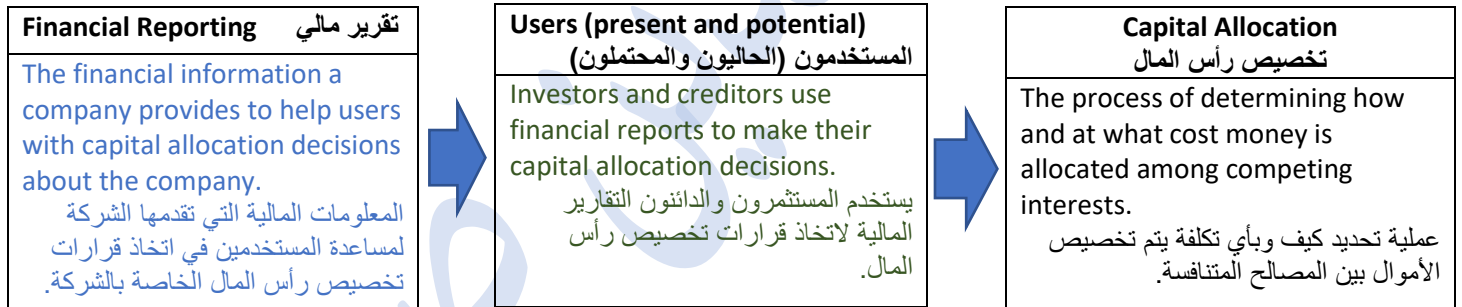 Financial Reporting تقرير مالي
The financial information a
company provides to help users
with capital allocation decisions
about the company.
المعلومات المالية التي تقدمها الشركة
لمساعدة المستخدمين في اتخاذ قرارات
تخصيص رأس المال الخاصة بالشركة.
Users (present and potential)
المستخدمون (الحاليون والمحتملون)
Investors and creditors use
financial reports to make their
capital allocation decisions.
يستخدم المستثمرون والدائنون التقارير
المالية لاتخاذ قرارات تخصيص رأس
المال.
Capital Allocation
تخصيص رأس المال
The process of determining how
and at what cost money is
allocated among competing
interests.
عملية تحديد كيف وبأي تكلفة يتم تخصيص
الأموال بين المصالح المتنافسة.